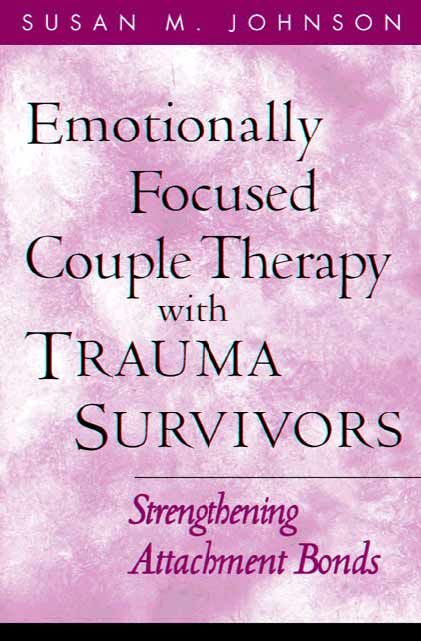 SUSAN M. JOHNSON
Emotionally
Focused
Couple Therapy
with
TRAUMA
SURVIVORS
Strengthening
Attachment Bonds